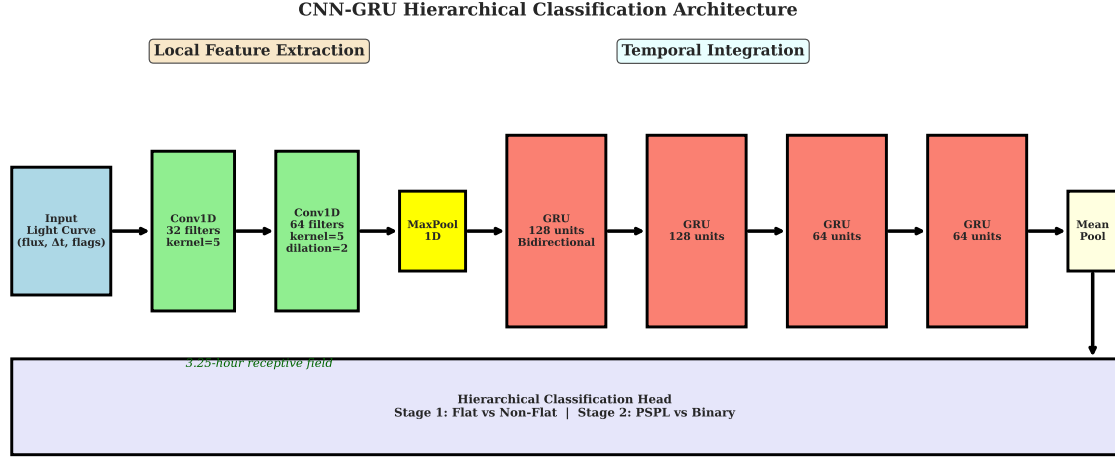 CNN-GRU Hierarchical Classification Architecture
Local Feature Extraction
Temporal Integration
Input
Light Curve
(flux, Δt, flags)
Conv1D
32 filters
kernel=5
Conv1D
64 filters
kernel=5
dilation=2
MaxPool
1D
GRU
128 units
Bidirectional
GRU
128 units
GRU
64 units
GRU
64 units
Mean
Pool
3.25-hour receptive field
Hierarchical Classification Head
Stage 1: Flat vs Non-Flat | Stage 2: PSPL vs Binary